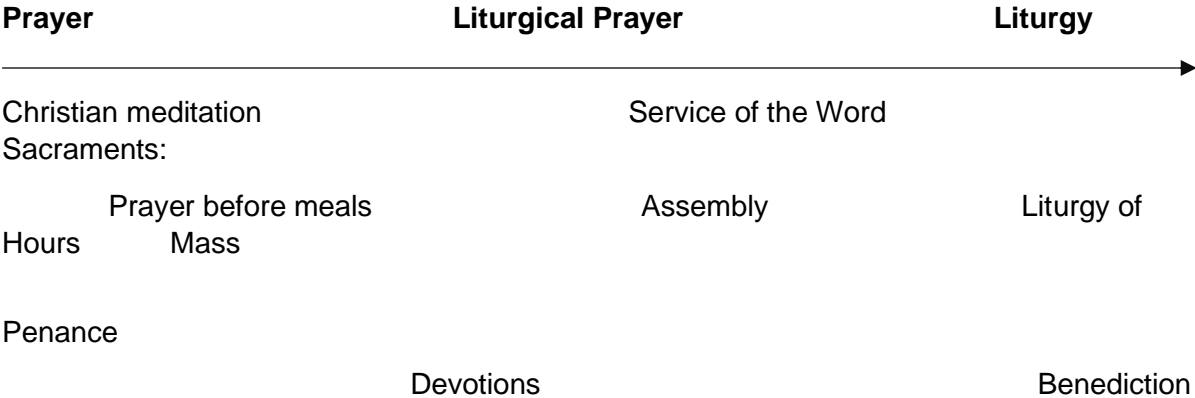 Prayer Liturgical Prayer Liturgy
Christian meditation Service of the Word
Sacraments:
Prayer before meals Assembly Liturgy of
Hours Mass
Penance
Devotions Benediction